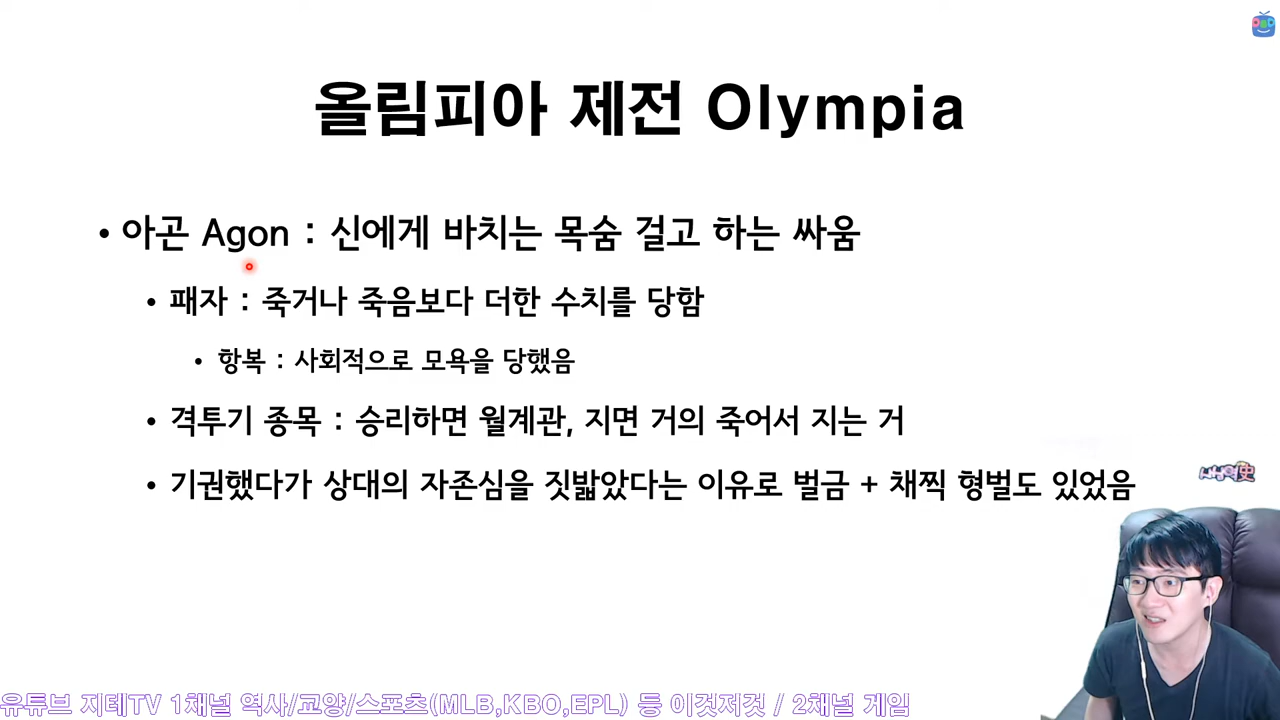 올림피아 제전 Olympia
• 아곤 Agon : 신에게 바치는 목숨 걸고 하는 싸움
• 패자 : 죽거나 죽음보다 더한 수치를 당함
• 항복 : 사회적으로 모욕을 당했음
• 격투기 종목 : 승리하면 월계관, 지면 거의 죽어서 지는 거
• 기권했다가 상대의 자존심을 짓밟았다는 이유로 벌금 + 채찍 형벌도 있었음
유튜브 지테TV 1채널 역사/교양/스포츠(MLB,KBO,EPL) 등 이것저것 / 2채널 게임